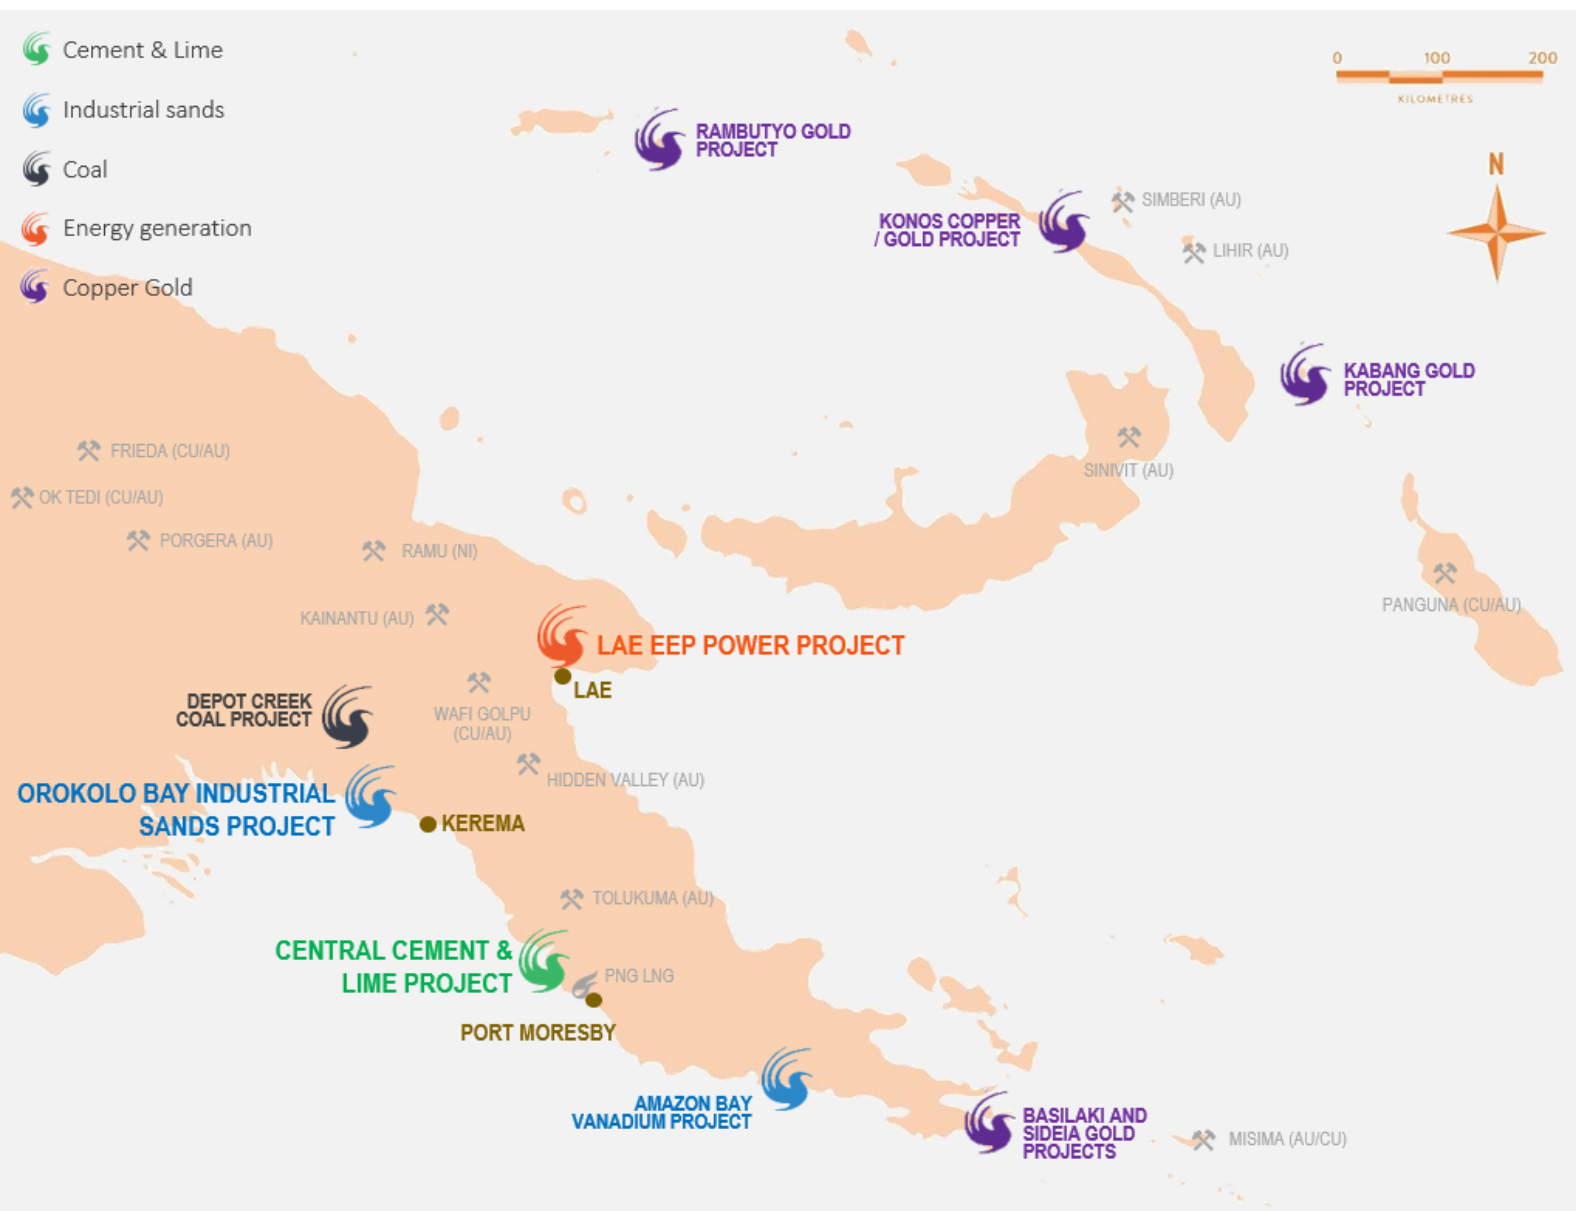 Cement & Lime
Industrial sands
Coal
Energy generation
Copper Gold
0 100 200
KILOMETRES
N
RAMBUTYO GOLD
PROJECT
KONOS COPPER
/ GOLD PROJECT
SIMBERI (AU)
LIHIR (AU)
KABANG GOLD
PROJECT
FRIEDA (CU/AU)
OK TEDI (CU/AU)
PORGERA (AU)
RAMU (NI)
SINIVIT (AU)
KAINANTU (AU)
PANGUNA (CU/AU)
LAE EEP POWER PROJECT
LAE
DEPOT CREEK
COAL PROJECT
WAFI GOLPU
(CU/AU)
HIDDEN VALLEY (AU)
OROKOLO BAY INDUSTRIAL
SANDS PROJECT
KEREMA
TOLUKUMA (AU)
CENTRAL CEMENT &
LIME PROJECT
PNG LNG
PORT MORESBY
AMAZON BAY
VANADIUM PROJECT
BASILAKI AND
SIDEIA GOLD
PROJECTS
MISIMA (AU/CU)